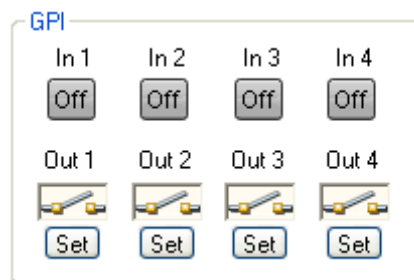 GPI
In 1 In 2 In 3 In 4
Off Off Off Off
Out 1 Out 2 Out 3 Out 4
Set Set Set Set